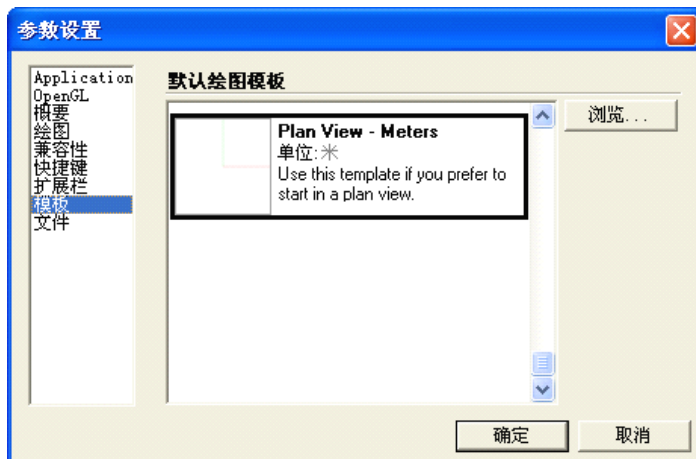 参数设置
Application
OpenGL
概要
绘图
兼容性
快捷键
扩展栏
模板
文件
默认绘图模板
Plan View - Meters
单位:米
Use this template if you prefer to
start in a plan view.
浏览...
确定
取消